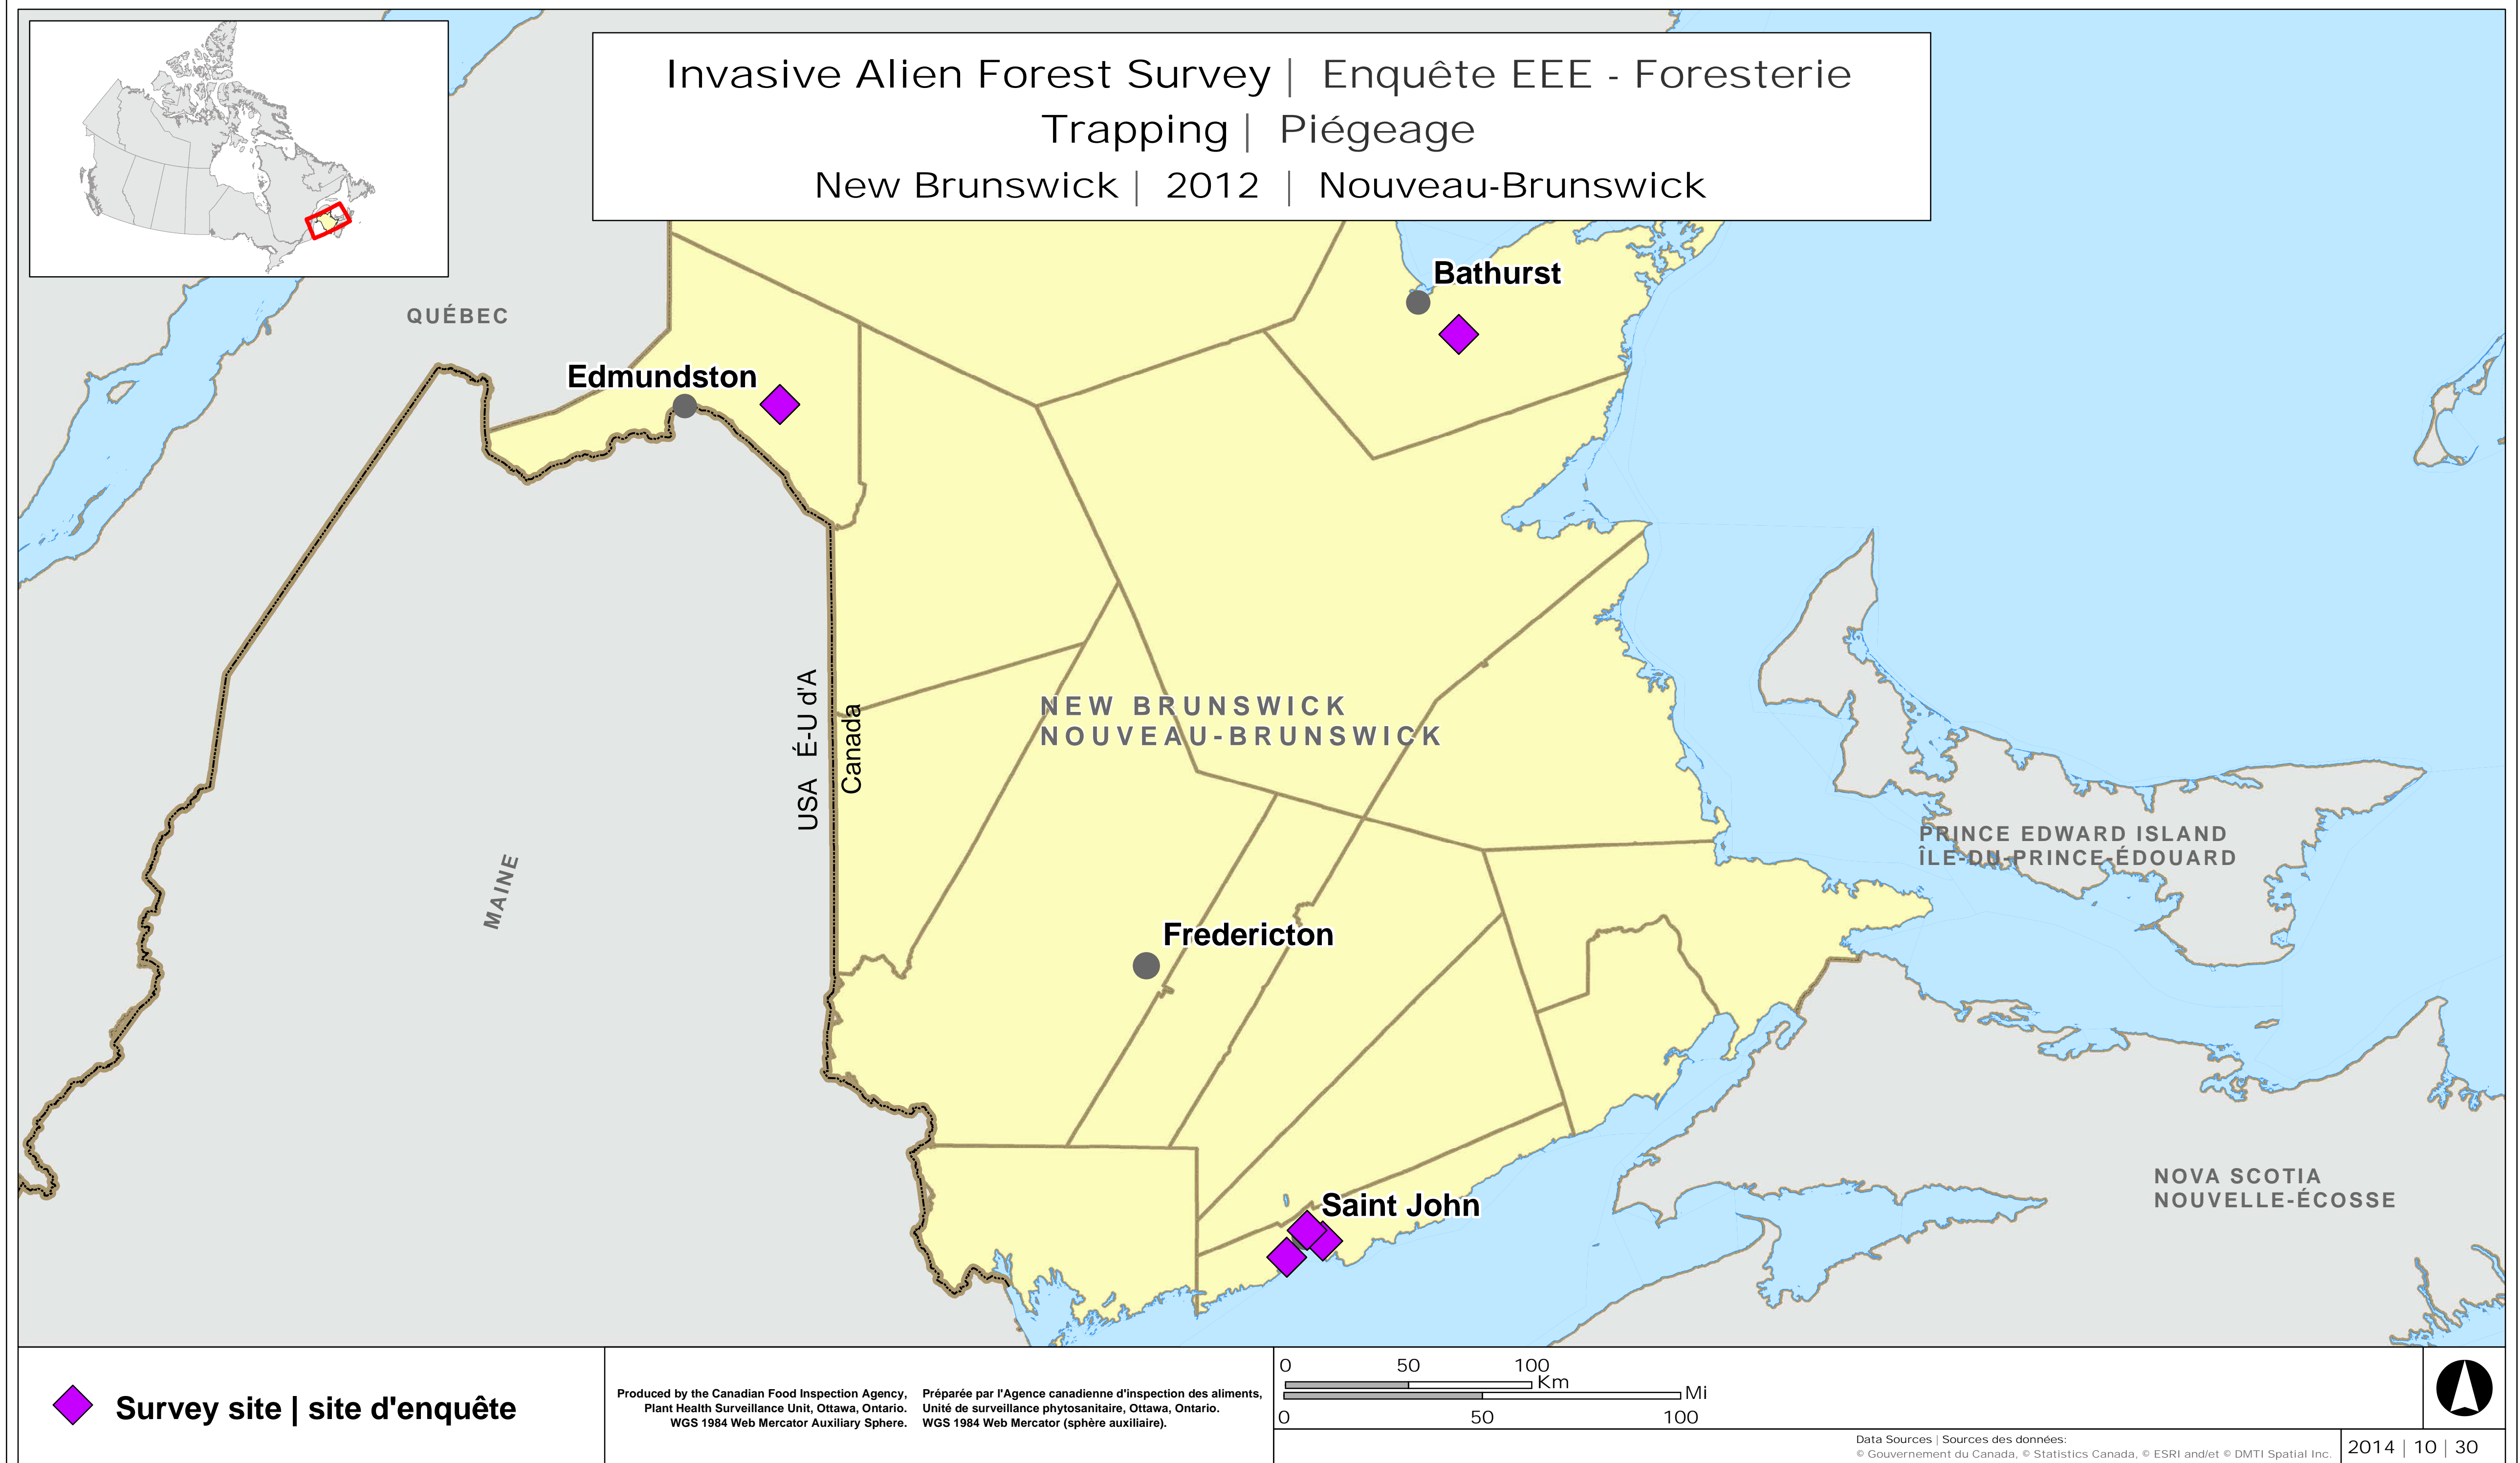 Invasive Alien Forest Survey | Enquête EEE - Foresterie
Trapping | Piégeage
New Brunswick | 2012 | Nouveau-Brunswick
Bathurst
QUÉBEC
Edmundston
USA É-U d'A
Canada
NEW BRUNSWICK
NOUVEAU-BRUNSWICK
PRINCE EDWARD ISLAND
ÎLE-DU-PRINCE-ÉDOUARD
MAINE
Fredericton
NOVA SCOTIA
NOUVELLE-ÉCOSSE
Saint John
Survey site | site d'enquête
Produced by the Canadian Food Inspection Agency,
Plant Health Surveillance Unit, Ottawa, Ontario.
WGS 1984 Web Mercator Auxiliary Sphere.
Préparée par l'Agence canadienne d'inspection des aliments,
Unité de surveillance phytosanitaire, Ottawa, Ontario.
WGS 1984 Web Mercator (sphère auxiliaire).
0 50 100
Km
Mi
0 50 100
Data Sources | Sources des données:
© Gouvernement du Canada, © Statistics Canada, © ESRI and/et © DMTI Spatial Inc.
2014 | 10 | 30